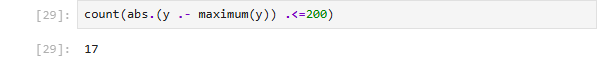 [29]: count(abs.(y .- maximum(y)) .<=200)
[29]: 17